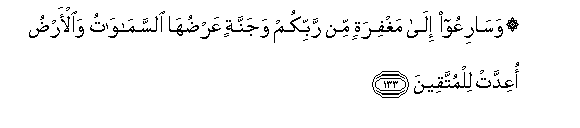 ۞ وَسَارِعُوٓا۟ إِلَىٰ مَغْفِرَةٍ مِّن رَّبِّكُمْ وَجَنَّةٍ عَرْضُهَا ٱلسَّمَـٰوَٰتُ وَٱلْأَرْضُ
أُعِدَّتْ لِلْمُتَّقِينَ ١٣٣